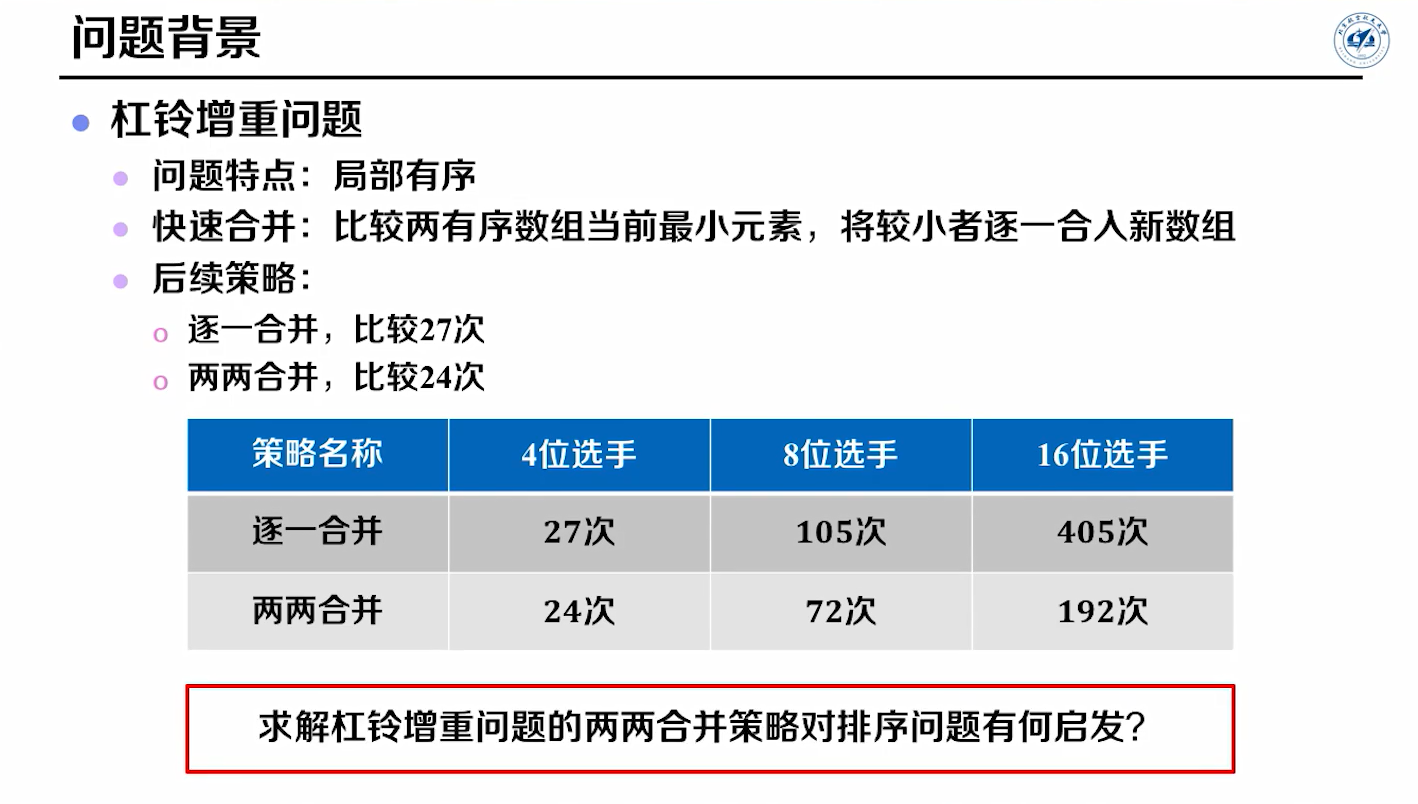 问题背景
杠铃增重问题
问题特点：局部有序
快速合并：比较两有序数组当前最小元素，将较小者逐一合入新数组
后续策略：
逐一合并，比较27次
两两合并，比较24次
策略名称 4位选手 8位选手 16位选手
逐一合并 27次 105次 405次
两两合并 24次 72次 192次
求解杠铃增重问题的两两合并策略对排序问题有何启发？